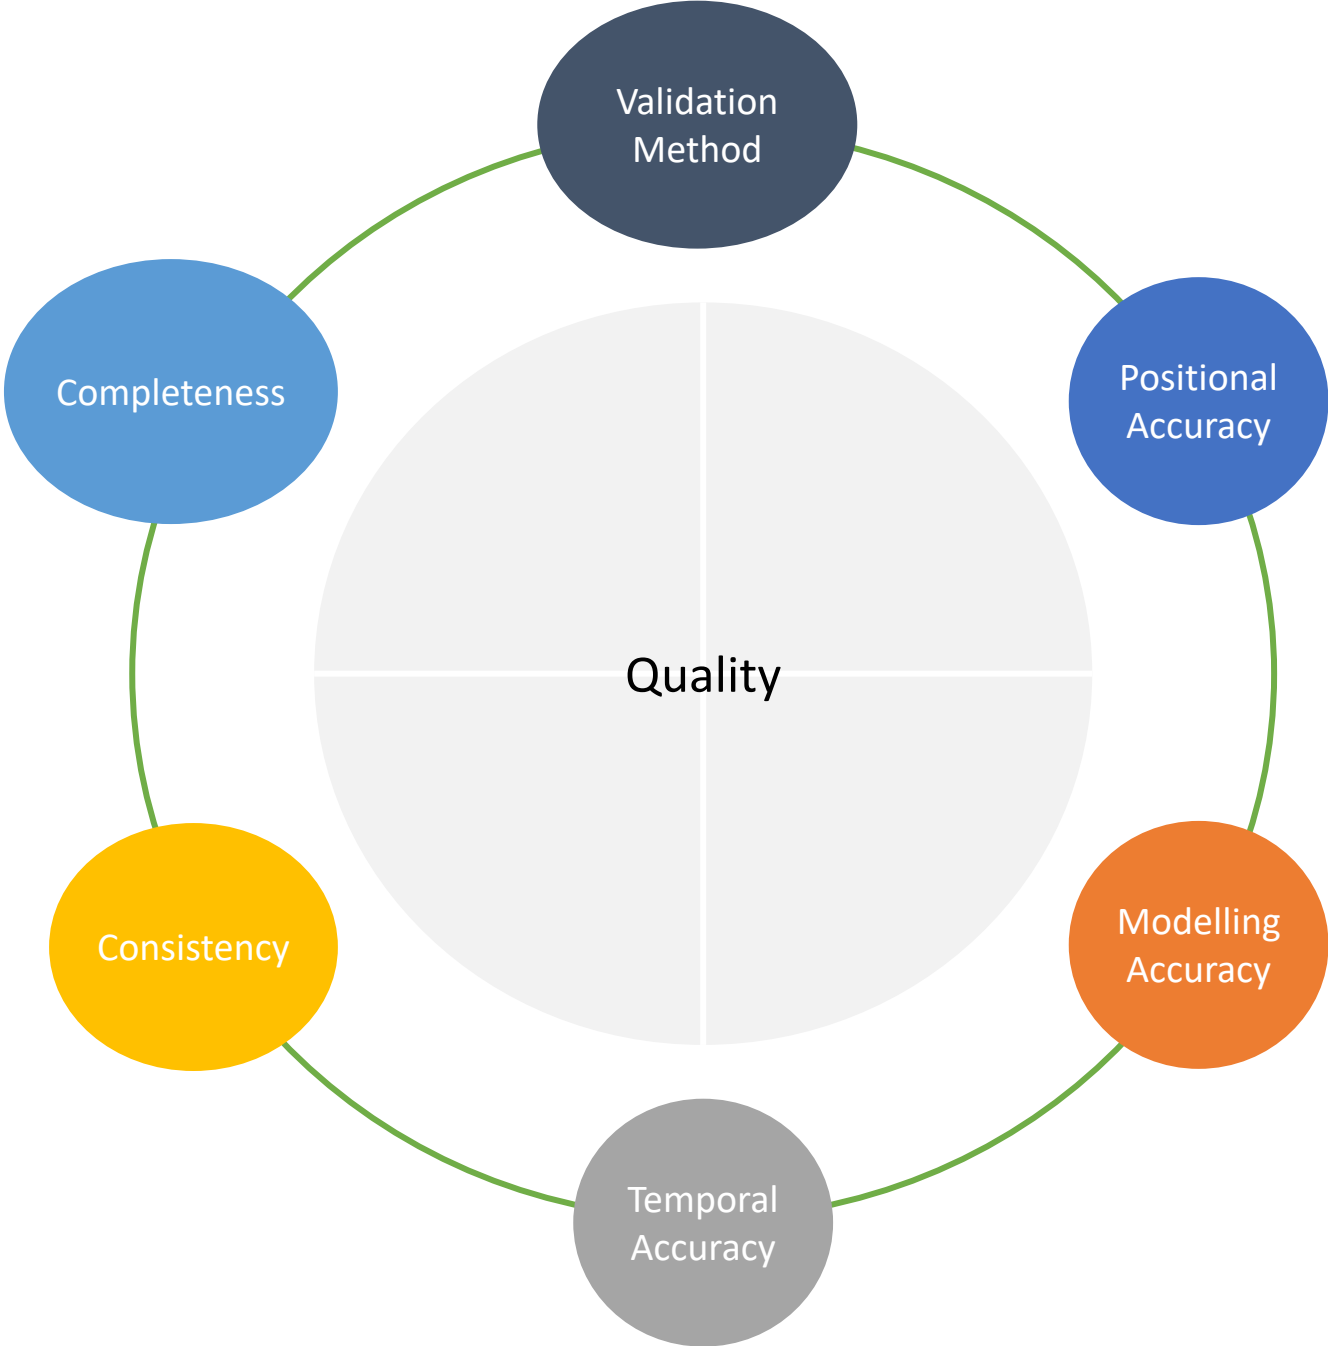 Validation
Method
Positional
Accuracy
Completeness
Quality
Modelling
Accuracy
Consistency
Temporal
Accuracy